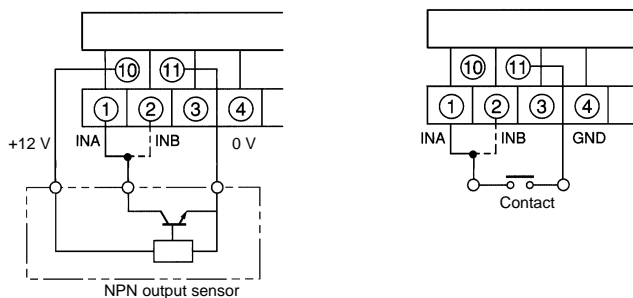 10 11
1 2 3 4
INA INB
+12 V 0 V
NPN output sensor
10 11
1 2 3 4
INA INB GND
Contact